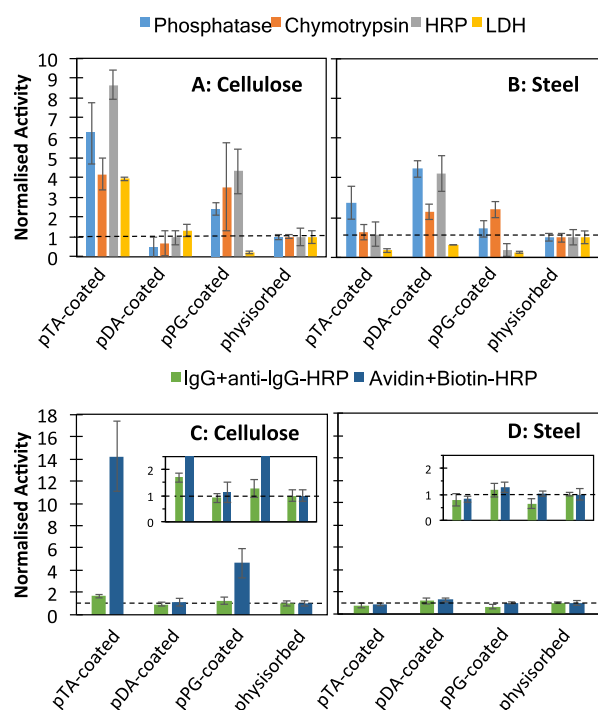 Phosphatase Chymotrypsin HRP LDH
A: Cellulose
B: Steel
Normalised Activity
10
9
8
7
6
5
4
3
2
1
0
pTA-coated pDA-coated pPG-coated physisorbed pTA-coated pDA-coated pPG-coated physisorbed
IgG+anti-IgG-HRP Avidin+Biotin-HRP
C: Cellulose
D: Steel
Normalised Activity
18
16
14
12
10
8
6
4
2
0
2
1
0
2
1
0
pTA-coated pDA-coated pPG-coated physisorbed pTA-coated pDA-coated pPG-coated physisorbed